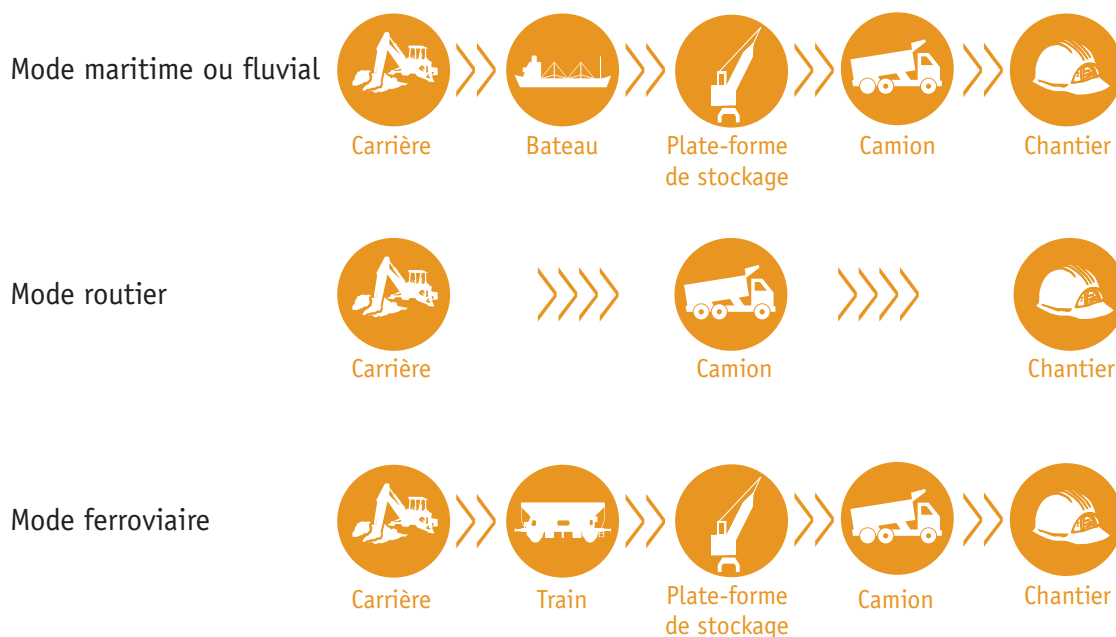 Mode maritime ou fluvial
Carrière
Bateau
Plate-forme
de stockage
Camion
Chantier
Mode routier
Carrière
Camion
Chantier
Mode ferroviaire
Carrière
Train
Plate-forme
de stockage
Camion
Chantier